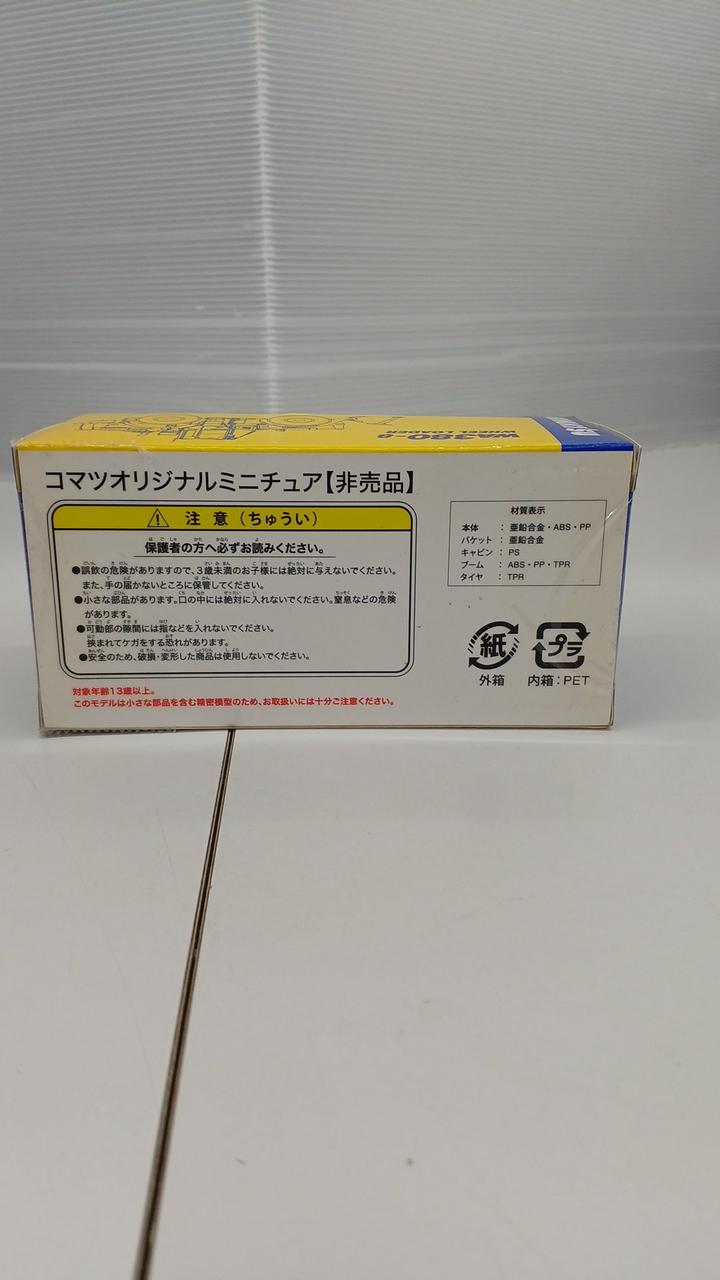 WA380-8
WHEEL LOADER
コマツオリジナルミニチュア【非売品】
注 意（ちゅうい）
保護者の方へ必ずお読みください。
●誤飲の危険がありますので、3歳未満のお子様には絶対に与えないでください。
また、手の届かないところに保管してください。
●小さな部品があります。口の中には絶対に入れないでください。窒息などの危険
があります。
●可動部の隙間には指などを入れないでください。
挟まれてケガをする恐れがあります。
●安全のため、破損・変形した商品は使用しないでください。
対象年齢13歳以上。
このモデルは小さな部品を含む精密模型のため、お取扱いには十分ご注意ください。
材質表示
本体 ：亜鉛合金・ABS・PP
バケット ：亜鉛合金
キャビン ：PS
ブーム ：ABS・PP・TPR
タイヤ ：TPR
紙
外箱
プラ
内箱：PET